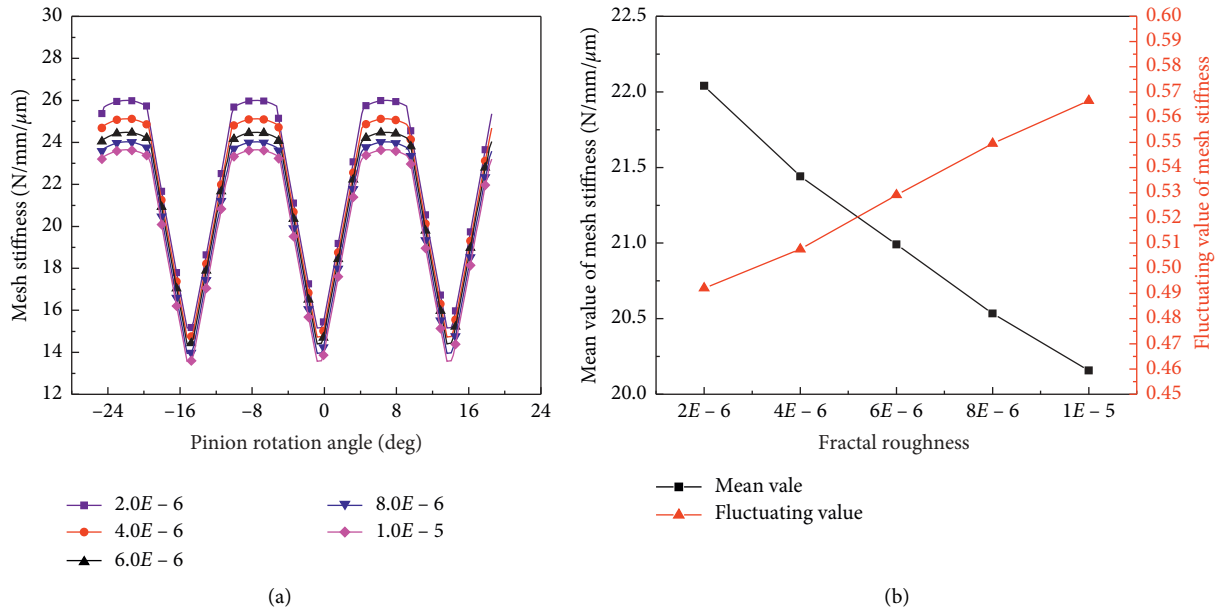 30
28
26
24
22
20
18
16
14
12
Mesh stiffness (N/mm/μm)
−24 −16 −8 0 8 16 24
Pinion rotation angle (deg)
2.0E − 6
4.0E − 6
6.0E − 6
8.0E − 6
1.0E − 5
(a)
22.5
22.0
21.5
21.0
20.5
20.0
Mean value of mesh stiffness (N/mm/μm)
0.60
0.59
0.58
0.57
0.56
0.55
0.54
0.53
0.52
0.51
0.50
0.49
0.48
0.47
0.46
0.45
Fluctuating value of mesh stiffness
2E − 6 4E − 6 6E − 6 8E − 6 1E − 5
Fractal roughness
Mean vale
Fluctuating value
(b)